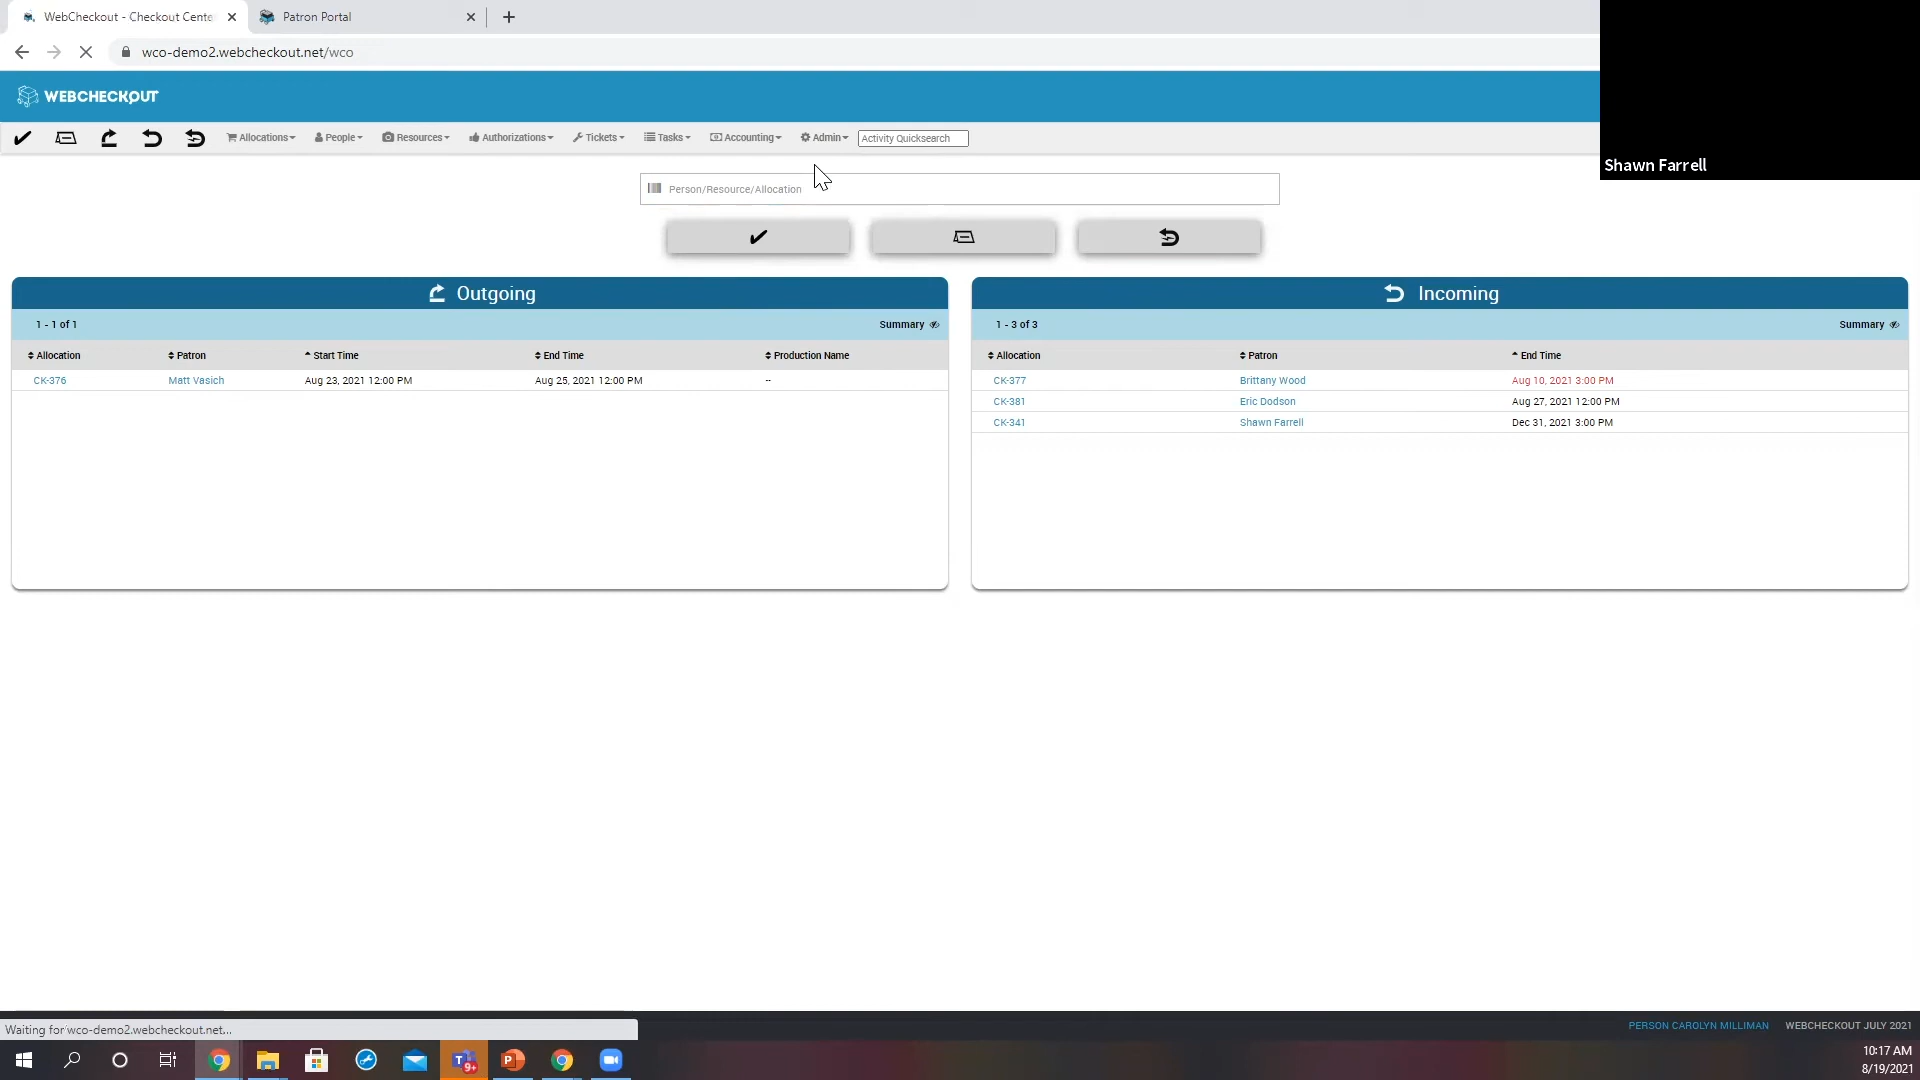 WebCheckout - Checkout Cente
Patron Portal
wco-demo2.webcheckout.net/wco
WEBCHECKOUT
Allocations People Resources Authorizations Tickets Tasks Accounting Admin Activity Quicksearch
Shawn Farrell
Person/Resource/Allocation
Outgoing
1 - 1 of 1 Summary
Allocation Patron Start Time End Time Production Name
CK-376 Matt Vasich Aug 23, 2021 12:00 PM Aug 25, 2021 12:00 PM --
Incoming
1 - 3 of 3 Summary
Allocation Patron End Time
CK-377 Brittany Wood Aug 10, 2021 3:00 PM
CK-381 Eric Dodson Aug 27, 2021 12:00 PM
CK-341 Shawn Farrell Dec 31, 2021 3:00 PM
Waiting for wco-demo2.webcheckout.net...
PERSON CAROLYN MILLIMAN WEBCHECKOUT JULY 2021
9+
10:17 AM
8/19/2021